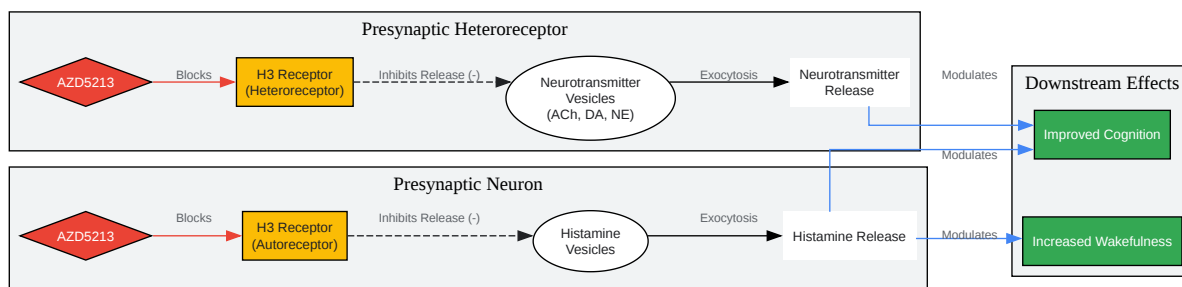 Presynaptic Heteroreceptor
AZD5213
Blocks
H3 Receptor
(Heteroreceptor)
Inhibits Release (-)
Neurotransmitter
Vesicles
(ACh, DA, NE)
Exocytosis
Neurotransmitter
Release
Modulates
Downstream Effects
Improved Cognition
Modulates
Presynaptic Neuron
AZD5213
Blocks
H3 Receptor
(Autoreceptor)
Inhibits Release (-)
Histamine
Vesicles
Exocytosis
Histamine Release
Modulates
Increased Wakefulness